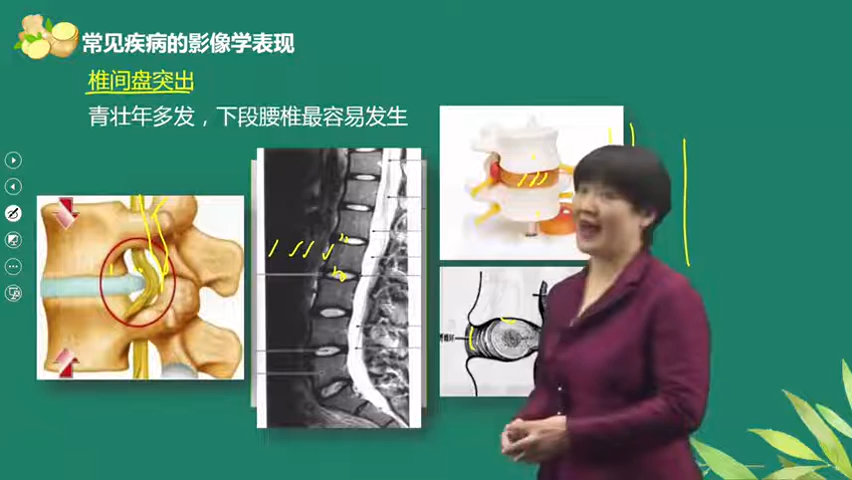 常见疾病的影像学表现
椎间盘突出
青壮年多发，下段腰椎最容易发生